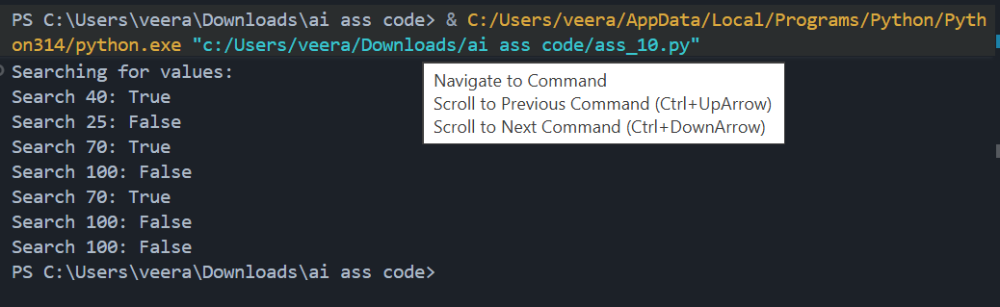 PS C:\Users\veera\Downloads\ai ass code> & C:/Users/veera/AppData/Local/Programs/Python/Pyth
on314/python.exe "c:/Users/veera/Downloads/ai ass code/ass_10.py"
Searching for values:
Navigate to Command
Search 40: True
Scroll to Previous Command (Ctrl+UpArrow)
Search 25: False
Scroll to Next Command (Ctrl+DownArrow)
Search 70: True
Search 100: False
Search 70: True
Search 100: False
Search 100: False
PS C:\Users\veera\Downloads\ai ass code>